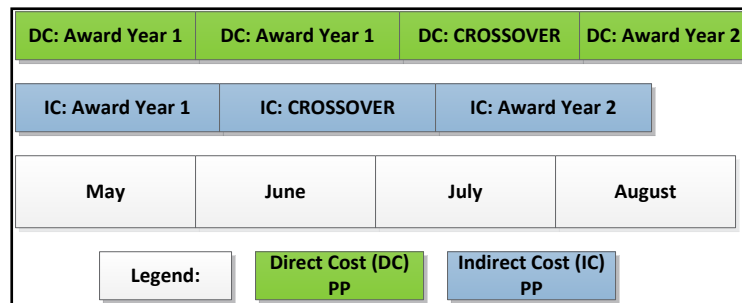 DC: Award Year 1 DC: Award Year 1 DC: CROSSOVER DC: Award Year 2
IC: Award Year 1 IC: CROSSOVER IC: Award Year 2
May June July August
Legend: Direct Cost (DC) PP Indirect Cost (IC) PP